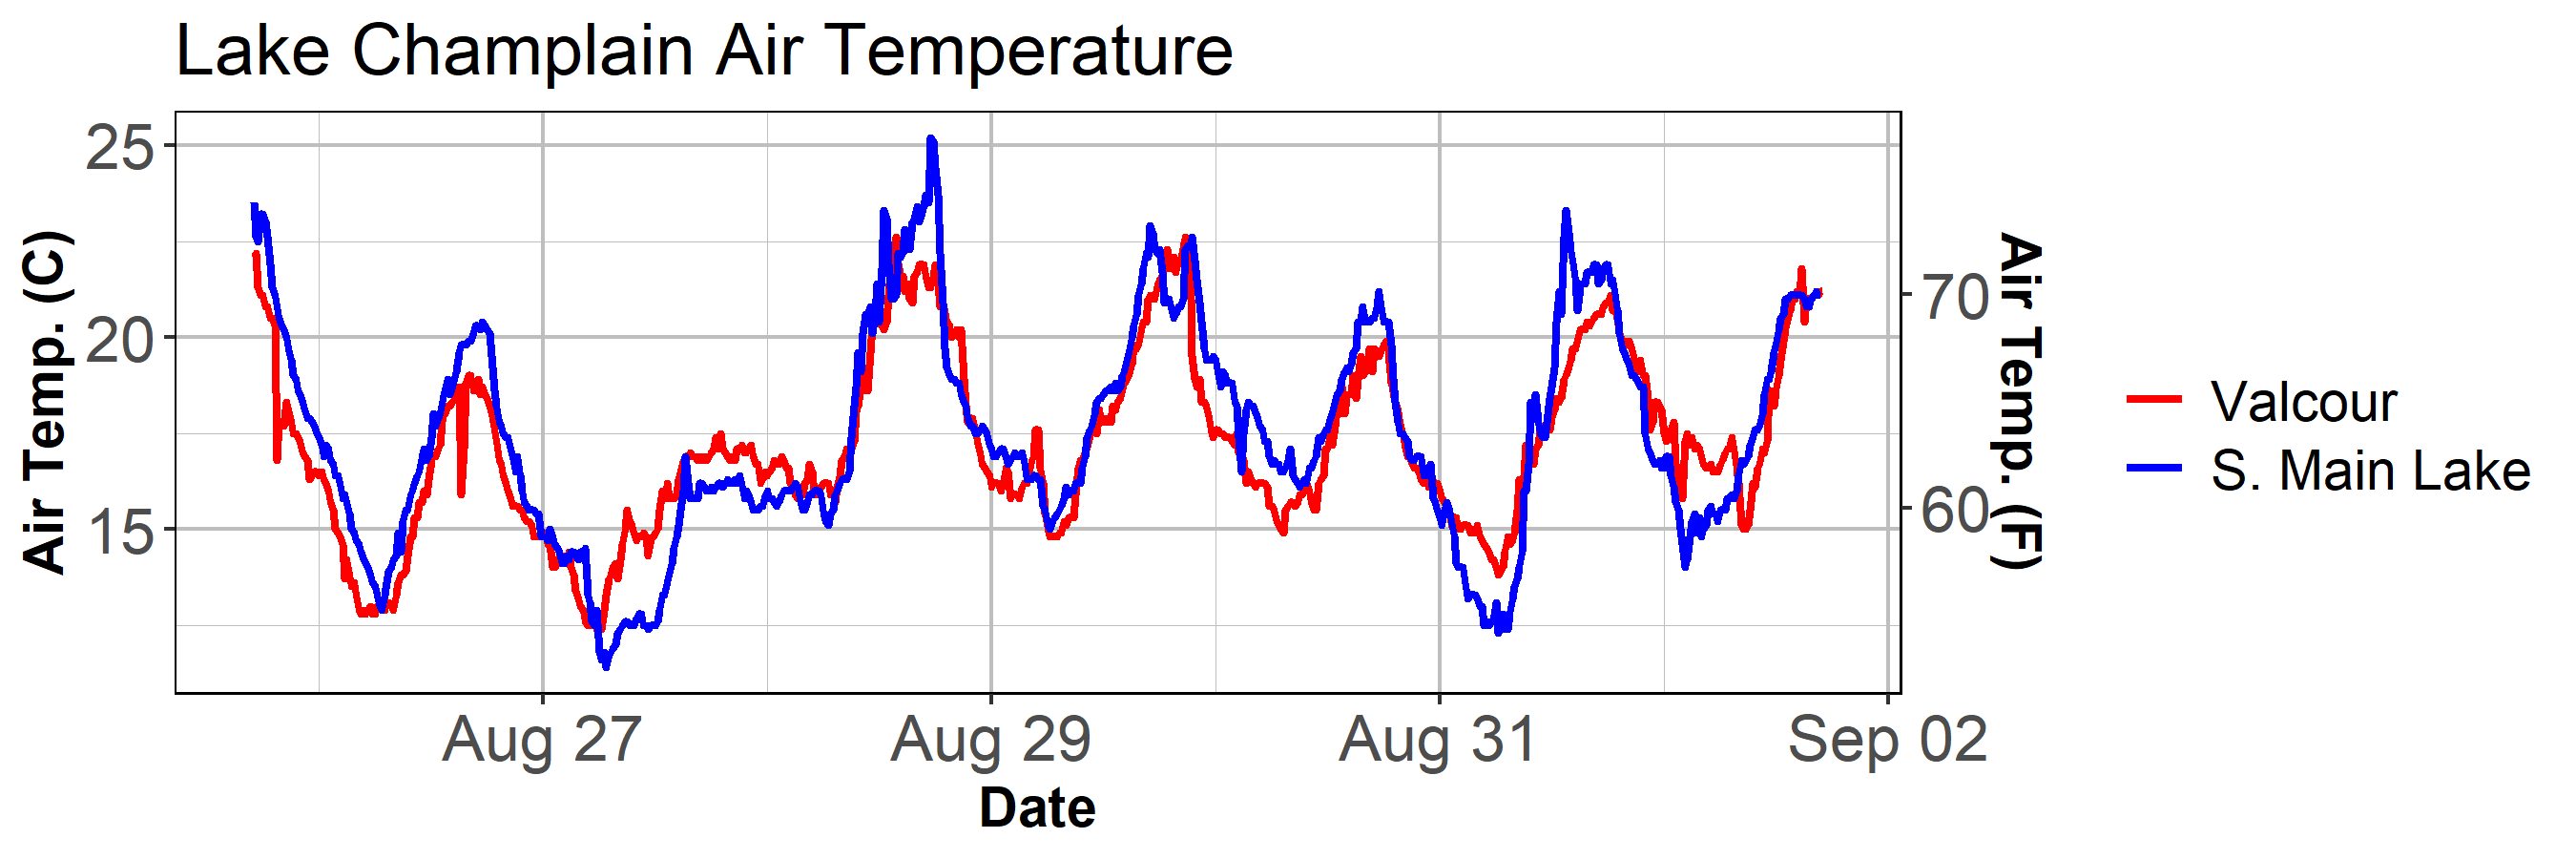 Lake Champlain Air Temperature
Air Temp. (C)
25
20
15
Aug 27
Aug 29
Aug 31
Sep 02
Date
70
60
Air Temp. (F)
Valcour
S. Main Lake